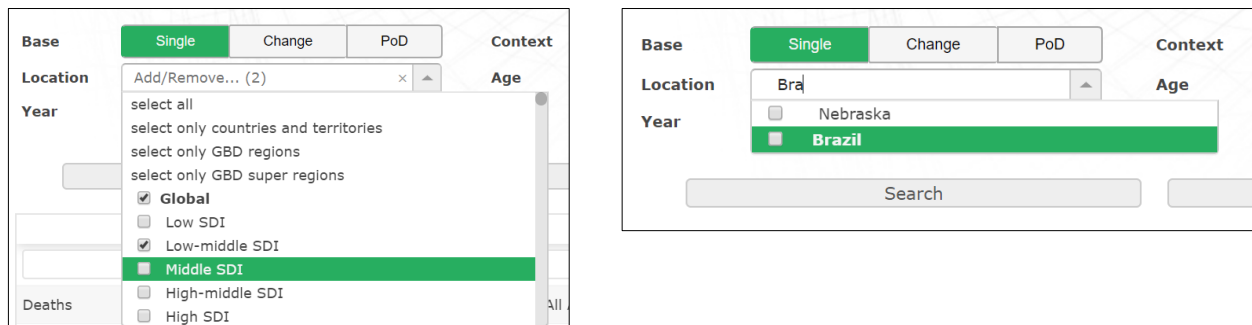 Base Single Change PoD Context
Location Add/Remove... (2) × Age
Year select all
select only countries and territories
select only GBD regions
select only GBD super regions
Global
Low SDI
Low-middle SDI
Middle SDI
High-middle SDI
Deaths All
High SDI
Base Single Change PoD Context
Location Bra Age
Year Nebraska
Brazil
Search